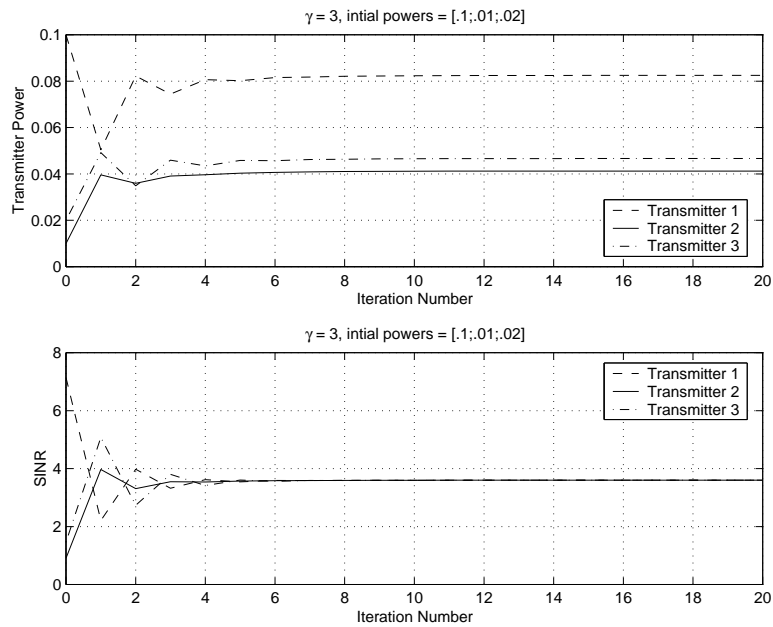 γ = 3, intial powers = [.1;.01;.02]
0.1
0.08
0.06
0.04
0.02
0
Transmitter Power
Transmitter 1
Transmitter 2
Transmitter 3
0 2 4 6 8 10 12 14 16 18 20
Iteration Number
γ = 3, intial powers = [.1;.01;.02]
8
6
4
2
0
SINR
Transmitter 1
Transmitter 2
Transmitter 3
0 2 4 6 8 10 12 14 16 18 20
Iteration Number